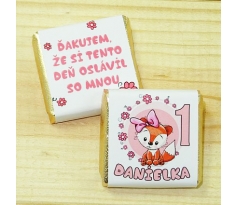 ĎAKUJEM,
ŽE SI TENTO
DEŇ OSLÁVIL
SO MNOU
1
DANIELKA